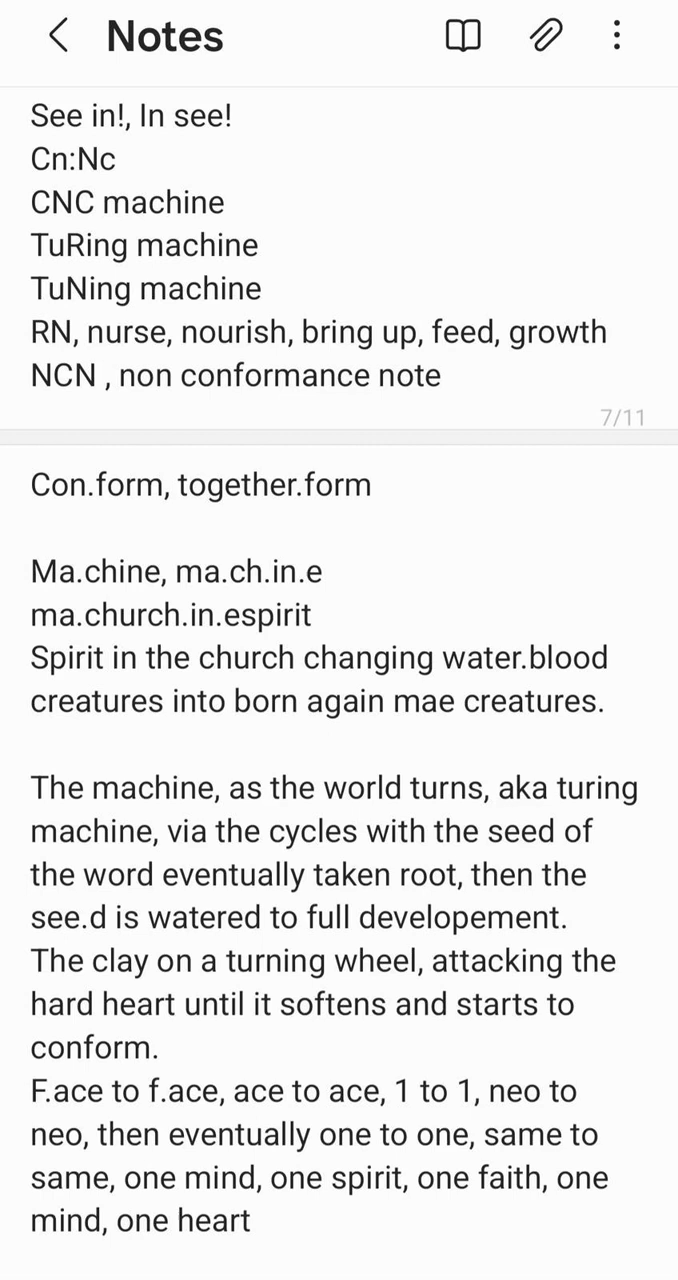 Notes
See in!, In see!
Cn:Nc
CNC machine
TuRing machine
TuNing machine
RN, nurse, nourish, bring up, feed, growth
NCN , non conformance note
7/11
Con.form, together.form
Ma.chine, ma.ch.in.e
ma.church.in.espirit
Spirit in the church changing water.blood
creatures into born again mae creatures.
The machine, as the world turns, aka turing
machine, via the cycles with the seed of
the word eventually taken root, then the
see.d is watered to full developement.
The clay on a turning wheel, attacking the
hard heart until it softens and starts to
conform.
F.ace to f.ace, ace to ace, 1 to 1, neo to
neo, then eventually one to one, same to
same, one mind, one spirit, one faith, one
mind, one heart